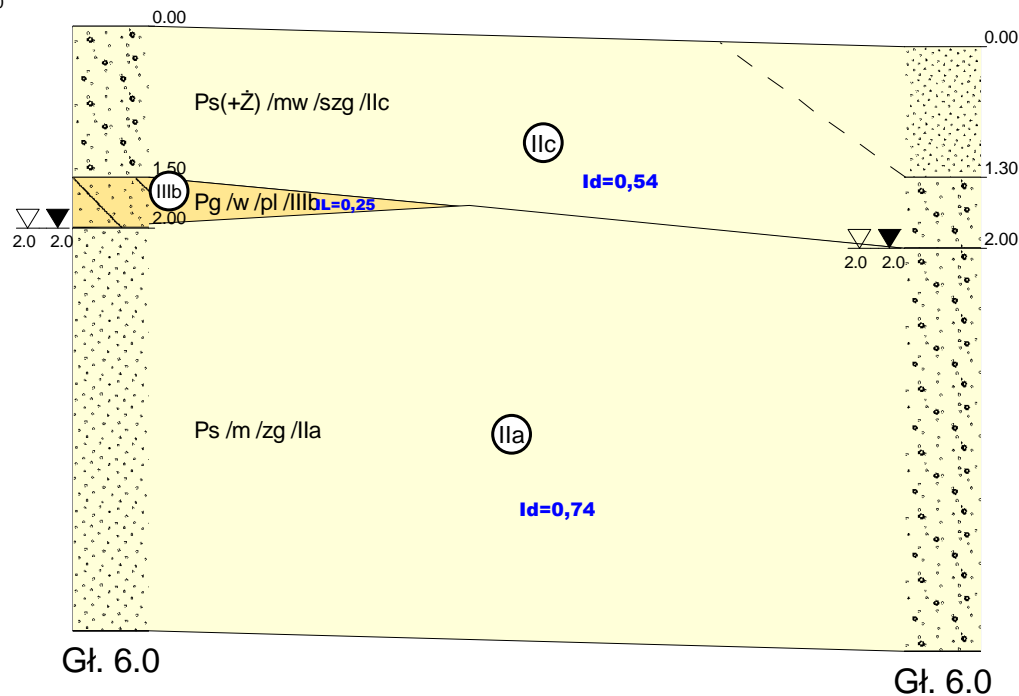 0
0.00
0.00
Ps(+Ż) /mw /szg /IIc
IIc
1.50
1.30
Id=0,54
IIIb
Pg /w /pl /IIIb
IL=0,25
2.00
2.0 2.0
2.00
2.0 2.0
Ps /m /zg /IIa
IIa
Id=0,74
Gł. 6.0
Gł. 6.0